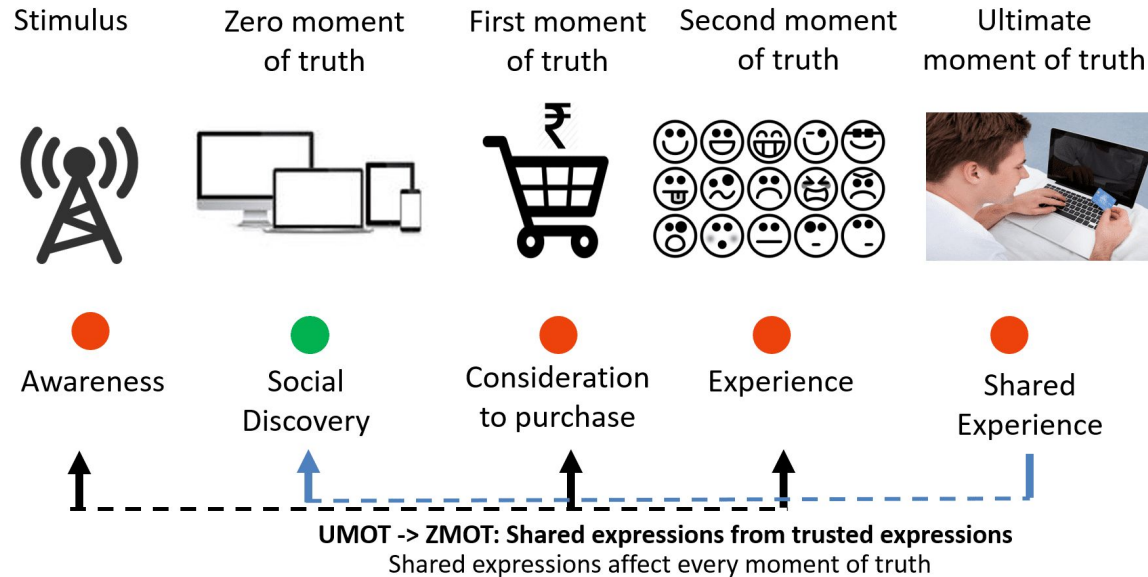 Stimulus
Zero moment
of truth
First moment
of truth
Second moment
of truth
Ultimate
moment of truth
₹
Awareness
Social
Discovery
Consideration
to purchase
Experience
Shared
Experience
UMOT -> ZMOT: Shared expressions from trusted expressions
Shared expressions affect every moment of truth